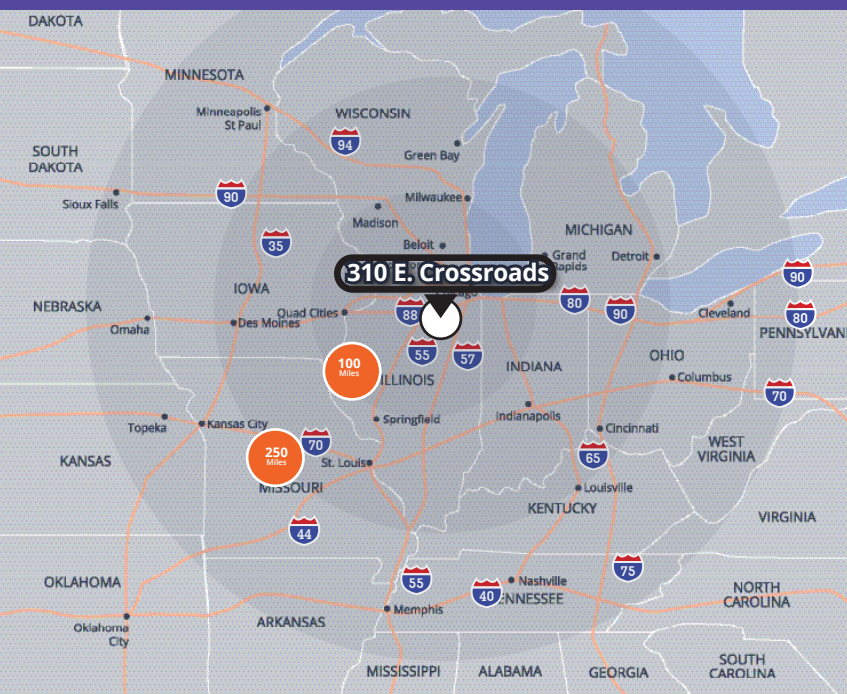 DAKOTA
MINNESOTA
Minneapolis
St Paul
WISCONSIN
94
Green Bay
SOUTH
DAKOTA
90
Sioux Falls
Milwaukee
Madison
35
Beloit
MICHIGAN
Grand
Rapids
Detroit
310 E. Crossroads
Chicago
90
IOWA
NEBRASKA
Omaha
Des Moines
Quad Cities
88
80
90
Cleveland
80
PENNSYLVANI
55
57
100
Miles
ILLINOIS
INDIANA
OHIO
Columbus
70
Topeka
Kansas City
Springfield
Indianapolis
Cincinnati
70
250
Miles
St. Louis
65
WEST
VIRGINIA
KANSAS
MISSOURI
Louisville
KENTUCKY
VIRGINIA
44
OKLAHOMA
55
40
Nashville
ENNESSEE
75
NORTH
CAROLINA
Memphis
Oklahoma
City
ARKANSAS
MISSISSIPPI
ALABAMA
GEORGIA
SOUTH
CAROLINA